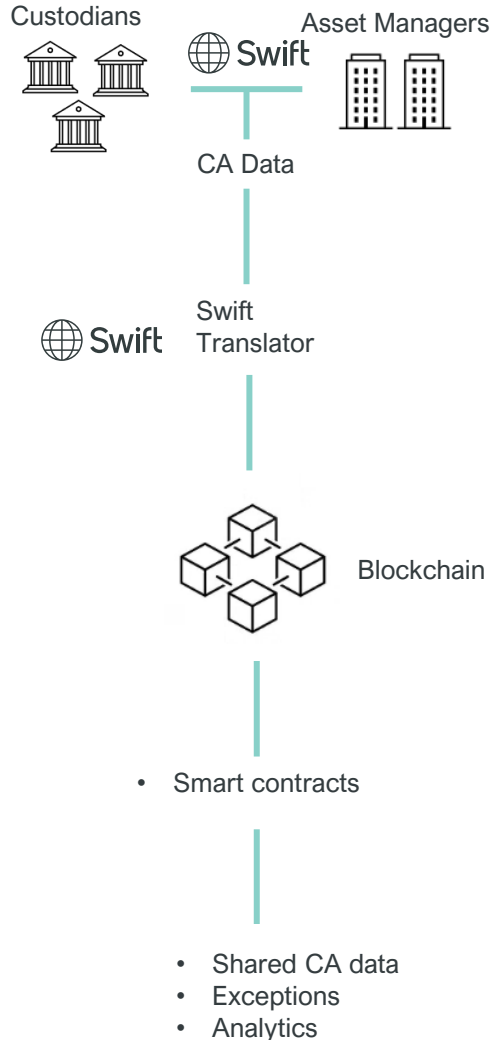 Custodians
Swift
Asset Managers
CA Data
Swift
Swift
Translator
Blockchain
• Smart contracts
• Shared CA data
• Exceptions
• Analytics